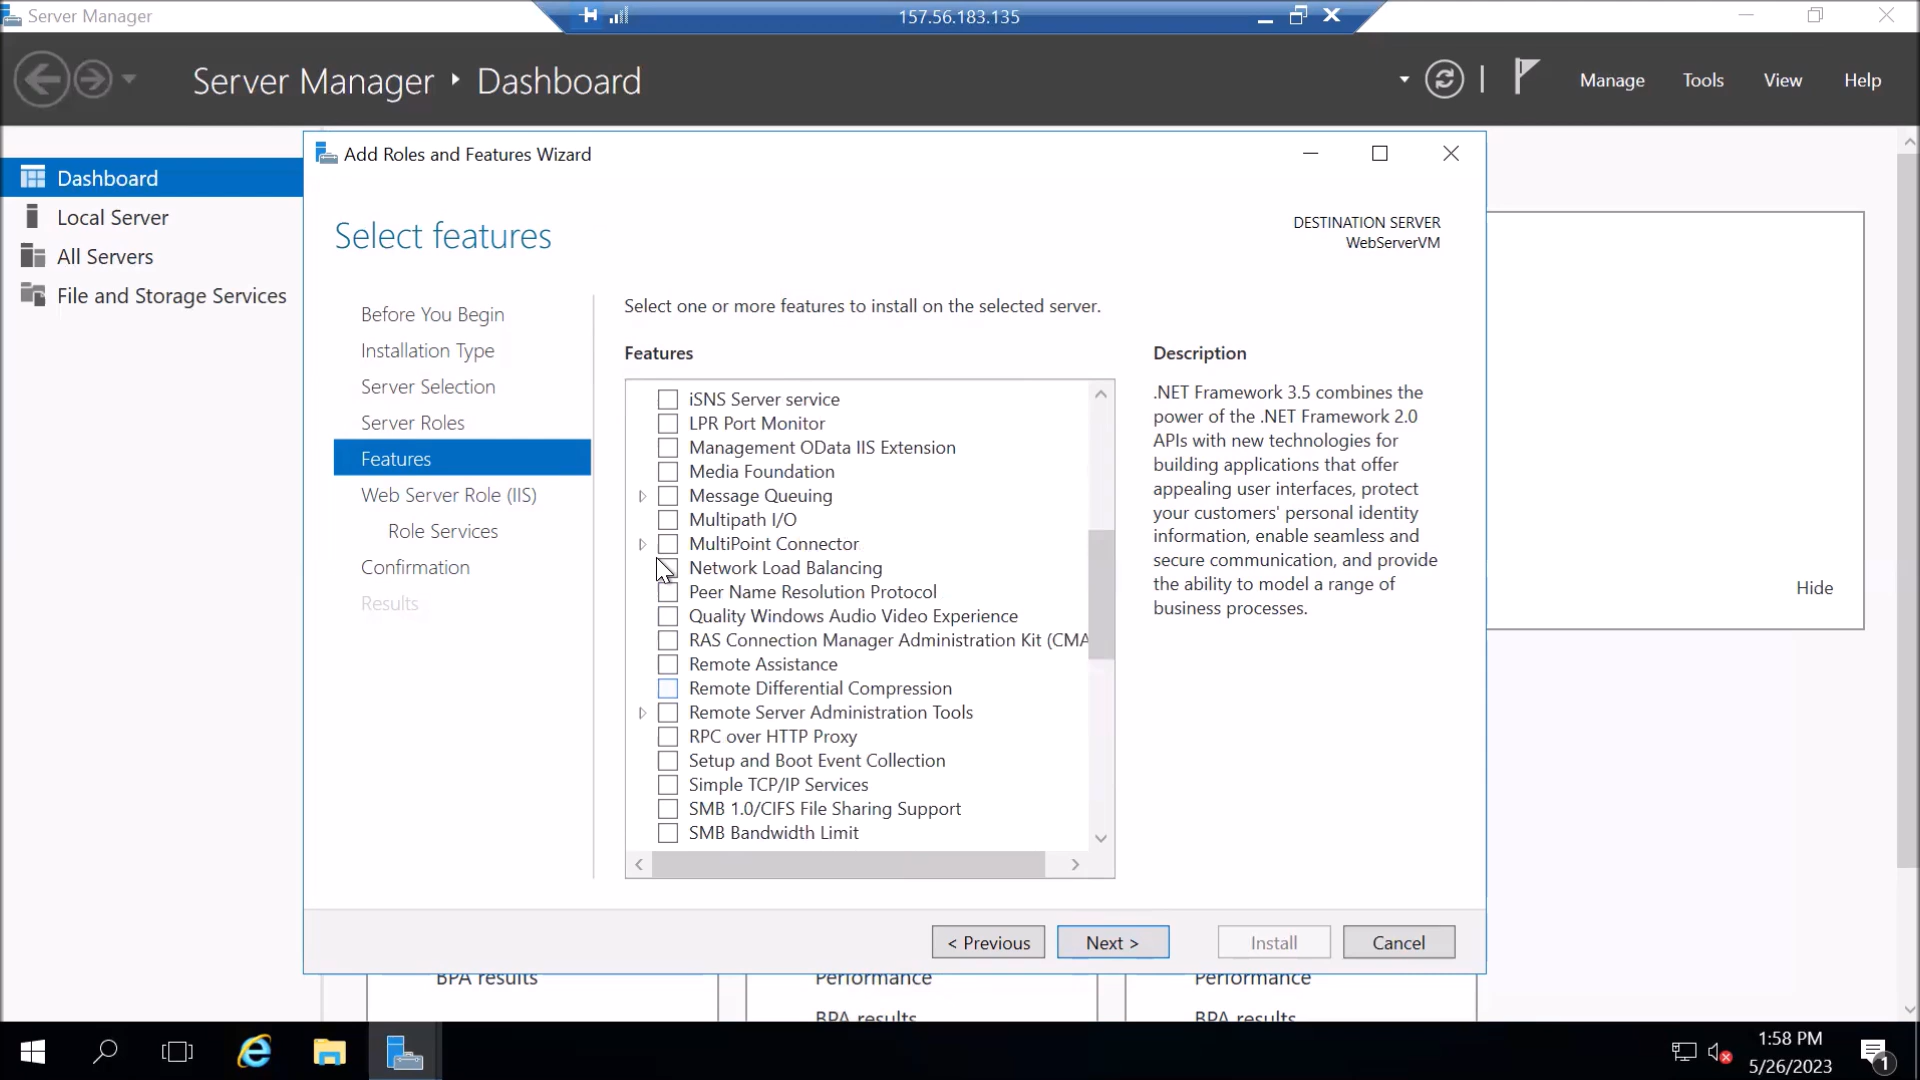 Server Manager
157.56.183.135
Server Manager
Dashboard
Manage
Tools
View
Help
Dashboard
Local Server
All Servers
File and Storage Services
Add Roles and Features Wizard
Select features
DESTINATION SERVER
WebServerVM
Before You Begin
Installation Type
Server Selection
Server Roles
Features
Web Server Role (IIS)
Role Services
Confirmation
Results
Select one or more features to install on the selected server.
Features
iSNS Server service
LPR Port Monitor
Management OData IIS Extension
Media Foundation
Message Queuing
Multipath I/O
MultiPoint Connector
Network Load Balancing
Peer Name Resolution Protocol
Quality Windows Audio Video Experience
RAS Connection Manager Administration Kit (CMA
Remote Assistance
Remote Differential Compression
Remote Server Administration Tools
RPC over HTTP Proxy
Setup and Boot Event Collection
Simple TCP/IP Services
SMB 1.0/CIFS File Sharing Support
SMB Bandwidth Limit
Description
.NET Framework 3.5 combines the
power of the .NET Framework 2.0
APIs with new technologies for
building applications that offer
appealing user interfaces, protect
your customers' personal identity
information, enable seamless and
secure communication, and provide
the ability to model a range of
business processes.
Hide
< Previous
Next >
Install
Cancel
BPA results
Performance
Performance
BPA results
BPA results
1:58 PM
5/26/2023
1